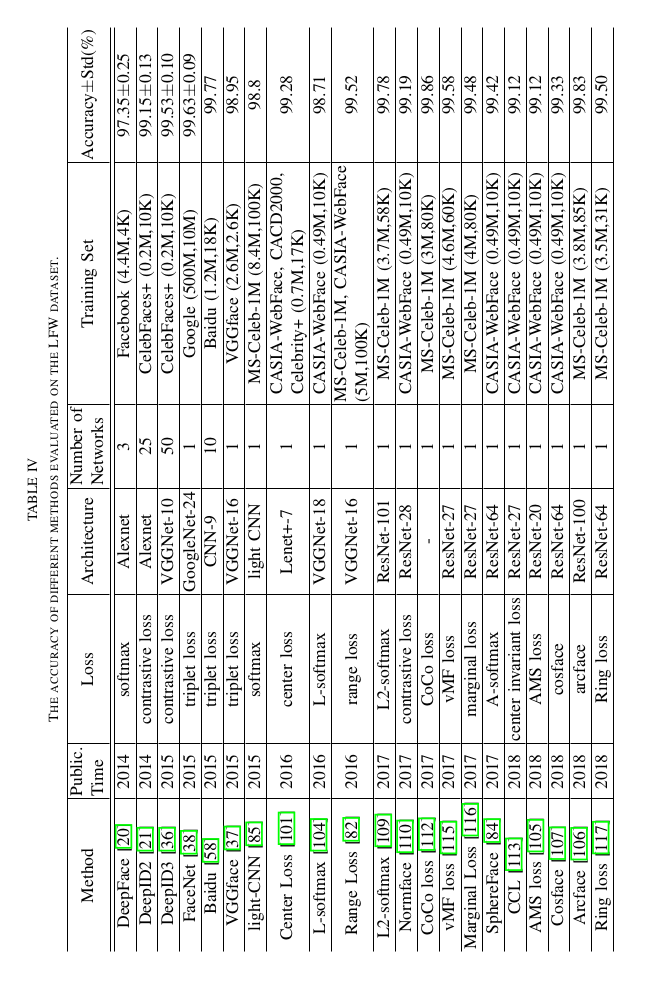 TABLE IV
THE ACCURACY OF DIFFERENT METHODS EVALUATED ON THE LFW DATASET.
Method Public. Time Loss Architecture Number of Networks Training Set Accuracy±Std(%)
DeepFace [20] 2014 softmax Alexnet 3 Facebook (4.4M,4K) 97.35±0.25
DeepID2 [21] 2014 contrastive loss Alexnet 25 CelebFaces+ (0.2M,10K) 99.15±0.13
DeepID3 [36] 2015 contrastive loss VGGNet-10 50 CelebFaces+ (0.2M,10K) 99.53±0.10
FaceNet [38] 2015 triplet loss GoogleNet-24 1 Google (500M,10M) 99.63±0.09
Baidu [58] 2015 triplet loss CNN-9 10 Baidu (1.2M,18K) 99.77
VGGface [37] 2015 triplet loss VGGNet-16 1 VGGface (2.6M,2.6K) 98.95
light-CNN [85] 2015 softmax light CNN 1 MS-Celeb-1M (8.4M,100K) 98.8
Center Loss [101] 2016 center loss Lenet+-7 1 CASIA-WebFace, CACD2000, Celebrity+ (0.7M,17K) 99.28
L-softmax [104] 2016 L-softmax VGGNet-18 1 CASIA-WebFace (0.49M,10K) 98.71
Range Loss [82] 2016 range loss VGGNet-16 1 MS-Celeb-1M, CASIA-WebFace (5M,100K) 99.52
L2-softmax [109] 2017 L2-softmax ResNet-101 1 MS-Celeb-1M (3.7M,58K) 99.78
Normface [110] 2017 contrastive loss ResNet-28 1 CASIA-WebFace (0.49M,10K) 99.19
CoCo loss [112] 2017 CoCo loss - 1 MS-Celeb-1M (3M,80K) 99.86
vMF loss [115] 2017 vMF loss ResNet-27 1 MS-Celeb-1M (4.6M,60K) 99.58
Marginal Loss [116] 2017 marginal loss ResNet-27 1 MS-Celeb-1M (4M,80K) 99.48
SphereFace [84] 2017 A-softmax ResNet-64 1 CASIA-WebFace (0.49M,10K) 99.42
CCL [113] 2018 center invariant loss ResNet-27 1 CASIA-WebFace (0.49M,10K) 99.12
AMS loss [105] 2018 AMS loss ResNet-20 1 CASIA-WebFace (0.49M,10K) 99.12
Cosface [107] 2018 cosface ResNet-64 1 CASIA-WebFace (0.49M,10K) 99.33
Arcface [106] 2018 arcface ResNet-100 1 MS-Celeb-1M (3.8M,85K) 99.83
Ring loss [117] 2018 Ring loss ResNet-64 1 MS-Celeb-1M (3.5M,31K) 99.50